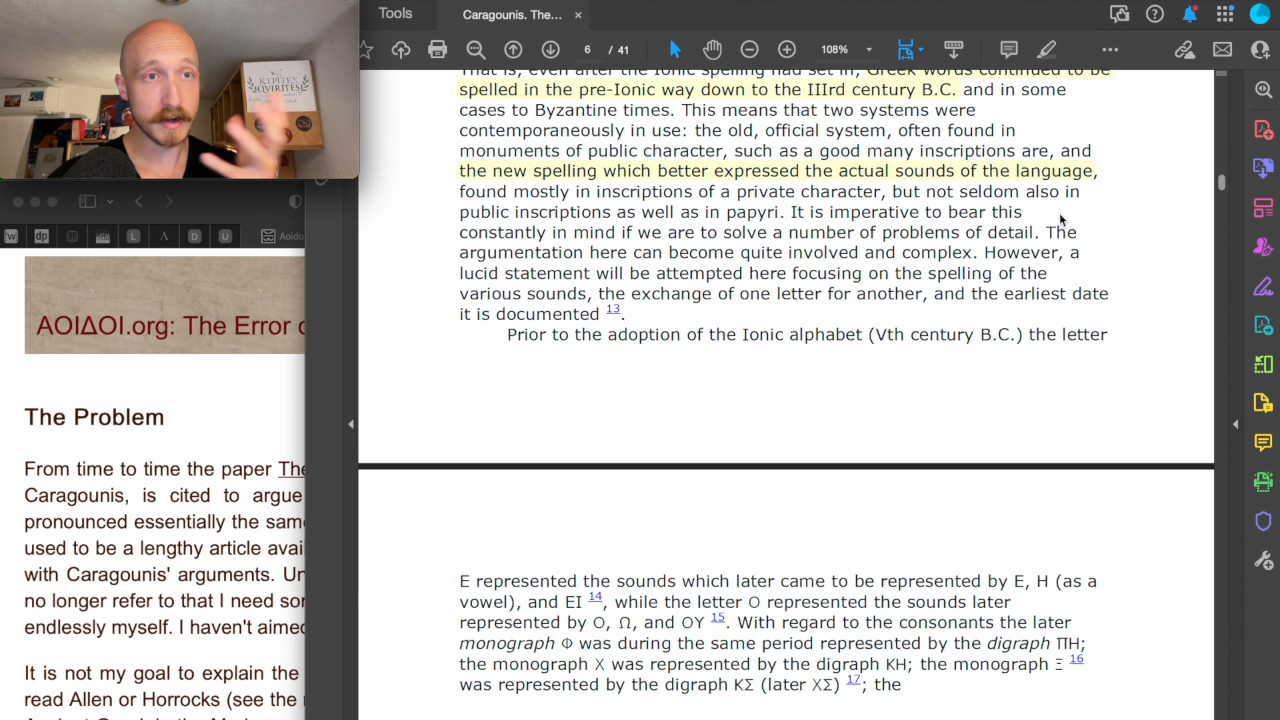 Tools
Caragounis. The...
6 / 41
108%
That is, even after the Ionic spelling had set in, Greek words continued to be
spelled in the pre-Ionic way down to the IIIrd century B.C. and in some
cases to Byzantine times. This means that two systems were
contemporaneously in use: the old, official system, often found in
monuments of public character, such as a good many inscriptions are, and
the new spelling which better expressed the actual sounds of the language,
found mostly in inscriptions of a private character, but not seldom also in
public inscriptions as well as in papyri. It is imperative to bear this
constantly in mind if we are to solve a number of problems of detail. The
argumentation here can become quite involved and complex. However, a
lucid statement will be attempted here focusing on the spelling of the
various sounds, the exchange of one letter for another, and the earliest date
it is documented 13.
Prior to the adoption of the Ionic alphabet (Vth century B.C.) the letter
E represented the sounds which later came to be represented by E, H (as a
vowel), and EI 14, while the letter O represented the sounds later
represented by O, Ω, and OY 15. With regard to the consonants the later
monograph Φ was during the same period represented by the digraph ΠH;
the monograph X was represented by the digraph KH; the monograph Ξ 16
was represented by the digraph KΣ (later XΣ) 17; the
W dp L Λ D U Aoido
AOIΔOI.org: The Error o
The Problem
From time to time the paper The
Caragounis, is cited to argue
pronounced essentially the same
used to be a lengthy article avai
with Caragounis' arguments. Un
no longer refer to that I need som
endlessly myself. I haven't aimed
It is not my goal to explain the
read Allen or Horrocks (see the